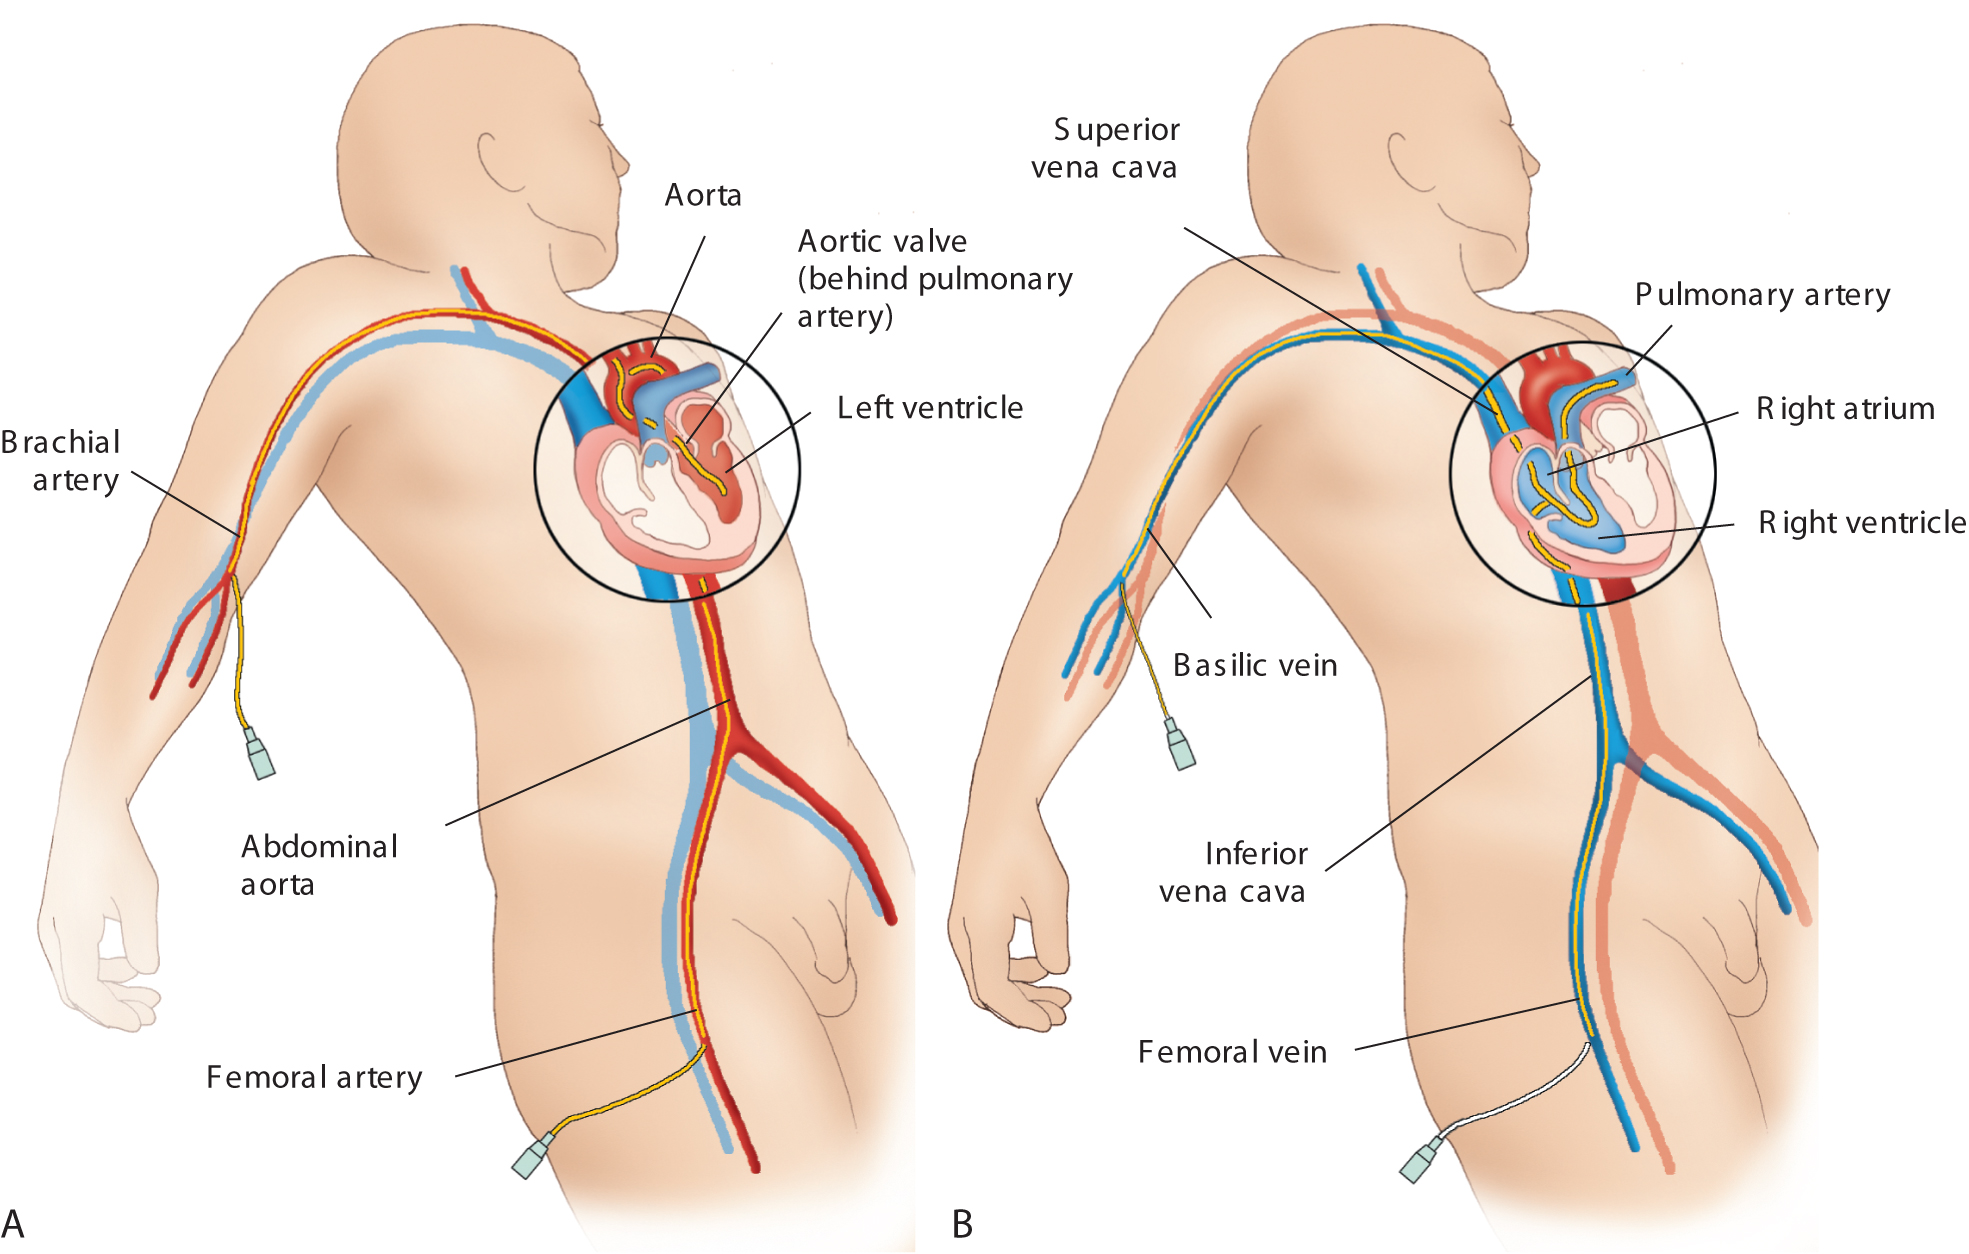 Aorta
Aortic valve
(behind pulmonary
artery)
Left ventricle
Brachial
artery
Abdominal
aorta
Femoral artery
A
Superior
vena cava
Pulmonary artery
Right atrium
Right ventricle
Basilic vein
Inferior
vena cava
Femoral vein
B